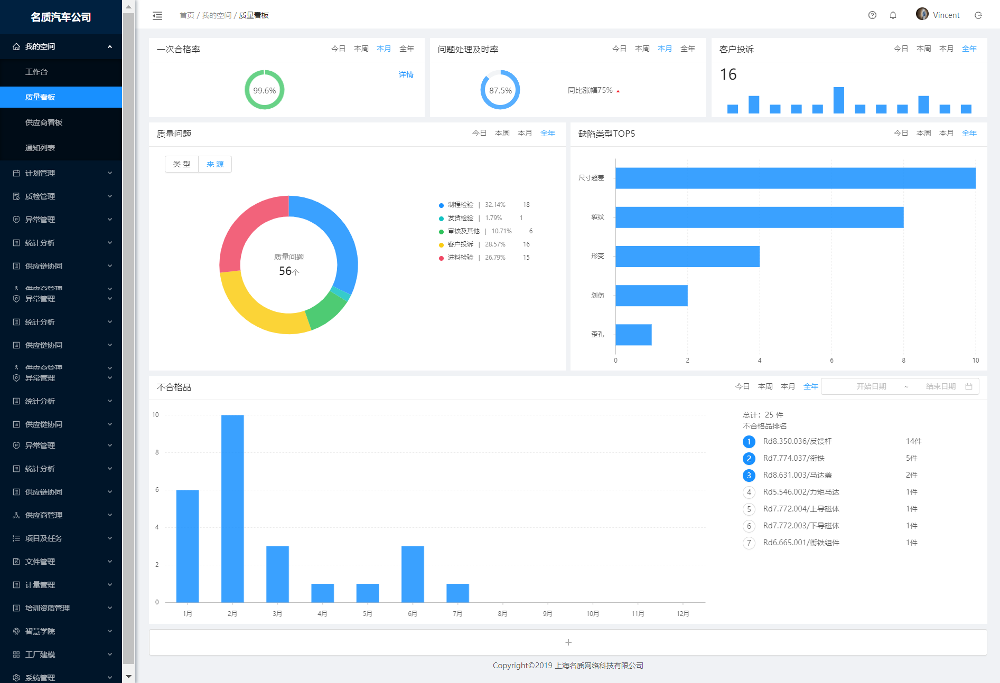 名质汽车公司
我的空间
工作台
质量看板
供应商看板
通知列表
计划管理
质检管理
异常管理
统计分析
供应链协同
供应商管理
异常管理
统计分析
供应链协同
供应商管理
异常管理
统计分析
供应链协同
异常管理
统计分析
供应链协同
供应商管理
项目及任务
文件管理
计量管理
培训资质管理
智慧学院
工厂建模
系统管理
首页 / 我的空间 / 质量看板
Vincent
一次合格率 今日 本周 本月 全年
99.6%
详情
问题处理及时率 今日 本周 本月 全年
87.5%
同比涨幅75%
客户投诉 今日 本周 本月 全年
16
质量问题 今日 本周 本月 全年
类 型 来 源
质量问题
56个
制程检验 | 32.14% 18
发货检验 | 1.79% 1
审核及其他 | 10.71% 6
客户投诉 | 28.57% 16
进料检验 | 26.79% 15
缺陷类型TOP5 今日 本周 本月 全年
尺寸超差
裂纹
形变
划伤
歪孔
0 2 4 6 8 10
不合格品 今日 本周 本月 全年 开始日期 ~ 结束日期
10
8
6
4
2
0
1月 2月 3月 4月 5月 6月 7月 8月 9月 10月 11月 12月
总计：25 件
不合格品排名
1 Rd8.350.036/反馈杆 14件
2 Rd7.774.037/衔铁 5件
3 Rd8.631.003/马达盖 2件
4 Rd5.546.002/力矩马达 1件
5 Rd7.772.004/上导磁体 1件
6 Rd7.772.003/下导磁体 1件
7 Rd6.665.001/衔铁组件 1件
+
Copyright©2019 上海名质网络科技有限公司